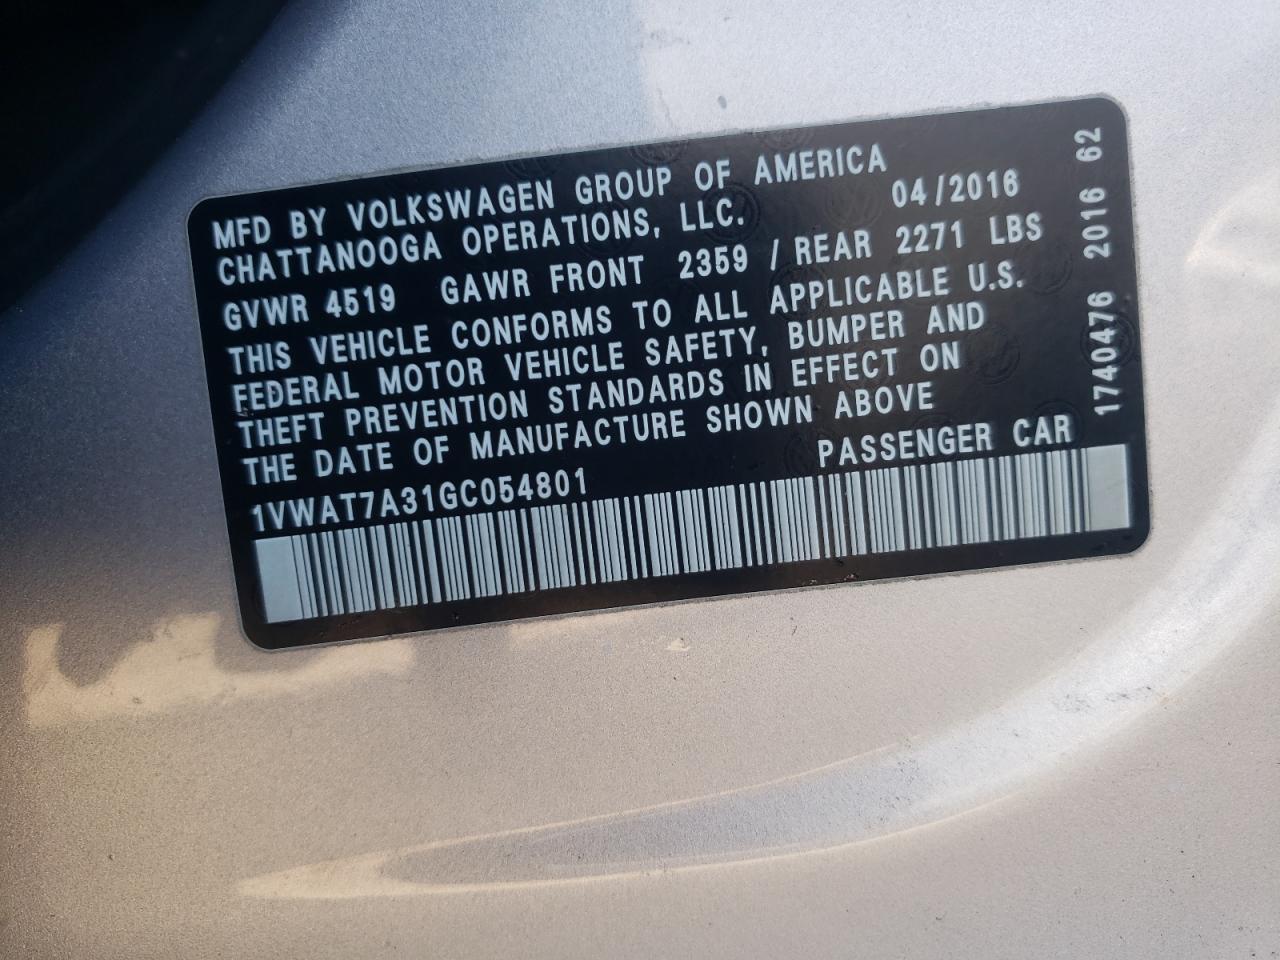 MFD BY VOLKSWAGEN GROUP OF AMERICA
CHATTANOOGA OPERATIONS, LLC. 04/2016
GVWR 4519 GAWR FRONT 2359 / REAR 2271 LBS
THIS VEHICLE CONFORMS TO ALL APPLICABLE U.S.
FEDERAL MOTOR VEHICLE SAFETY, BUMPER AND
THEFT PREVENTION STANDARDS IN EFFECT ON
THE DATE OF MANUFACTURE SHOWN ABOVE
1VWAT7A31GC054801 PASSENGER CAR
1740476 2016 62